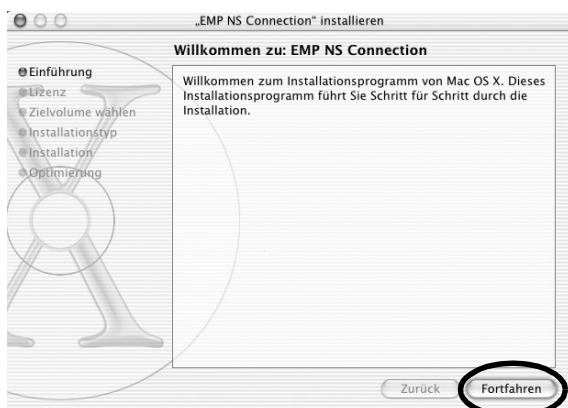 „EMP NS Connection“ installieren
Willkommen zu: EMP NS Connection
Einführung
Lizenz
Zielvolume wählen
Installationstyp
Installation
Optimierung
Willkommen zum Installationsprogramm von Mac OS X. Dieses
Installationsprogramm führt Sie Schritt für Schritt durch die
Installation.
Zurück
Fortfahren